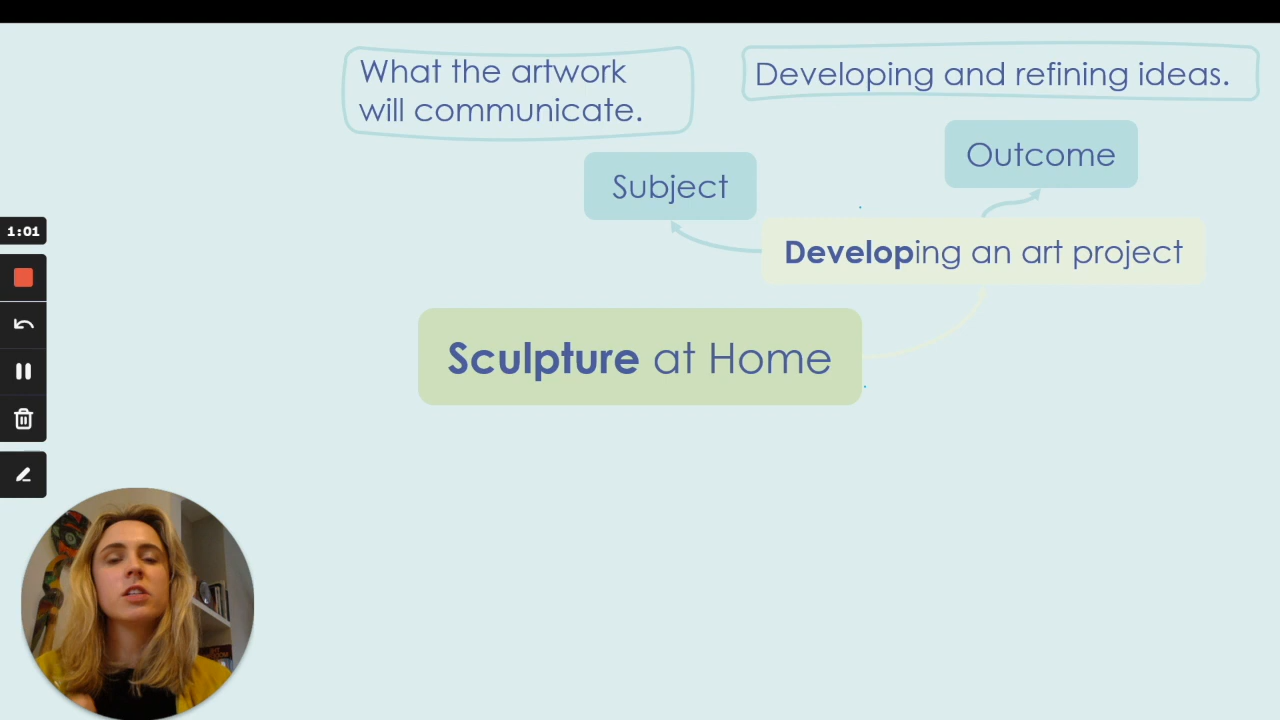 What the artwork
will communicate.
Developing and refining ideas.
Outcome
Subject
Developing an art project
1:01
Sculpture at Home